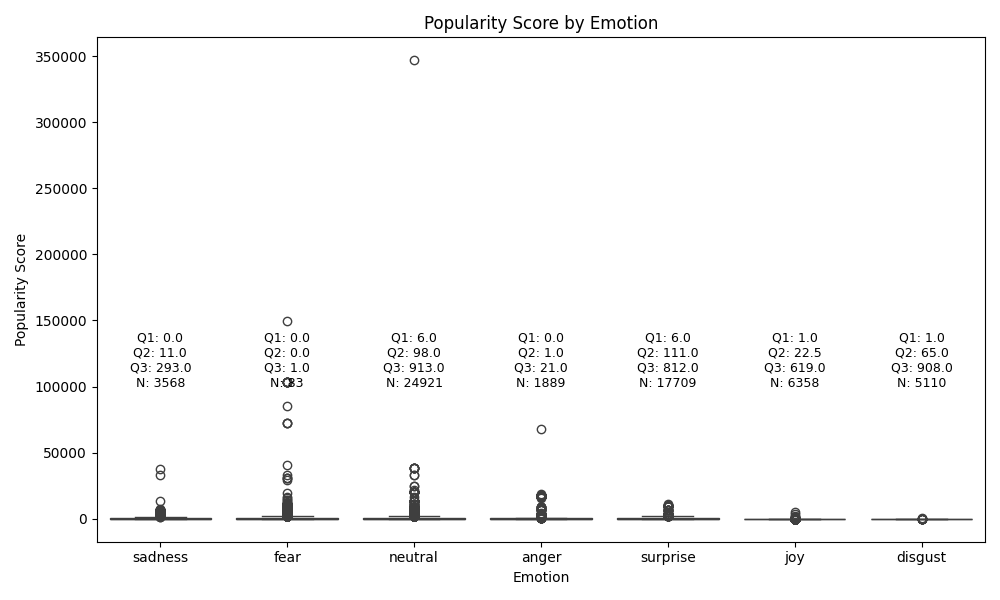 Popularity Score by Emotion
Popularity Score
350000
300000
250000
200000
150000
100000
50000
0
Q1: 0.0
Q2: 11.0
Q3: 293.0
N: 3568
Q1: 0.0
Q2: 0.0
Q3: 1.0
N:
Q1: 6.0
Q2: 98.0
Q3: 913.0
N: 24921
Q1: 0.0
Q2: 1.0
Q3: 21.0
N: 1889
Q1: 6.0
Q2: 111.0
Q3: 812.0
N: 17709
Q1: 1.0
Q2: 22.5
Q3: 619.0
N: 6358
Q1: 1.0
Q2: 65.0
Q3: 908.0
N: 5110
sadness
fear
neutral
anger
surprise
joy
disgust
Emotion